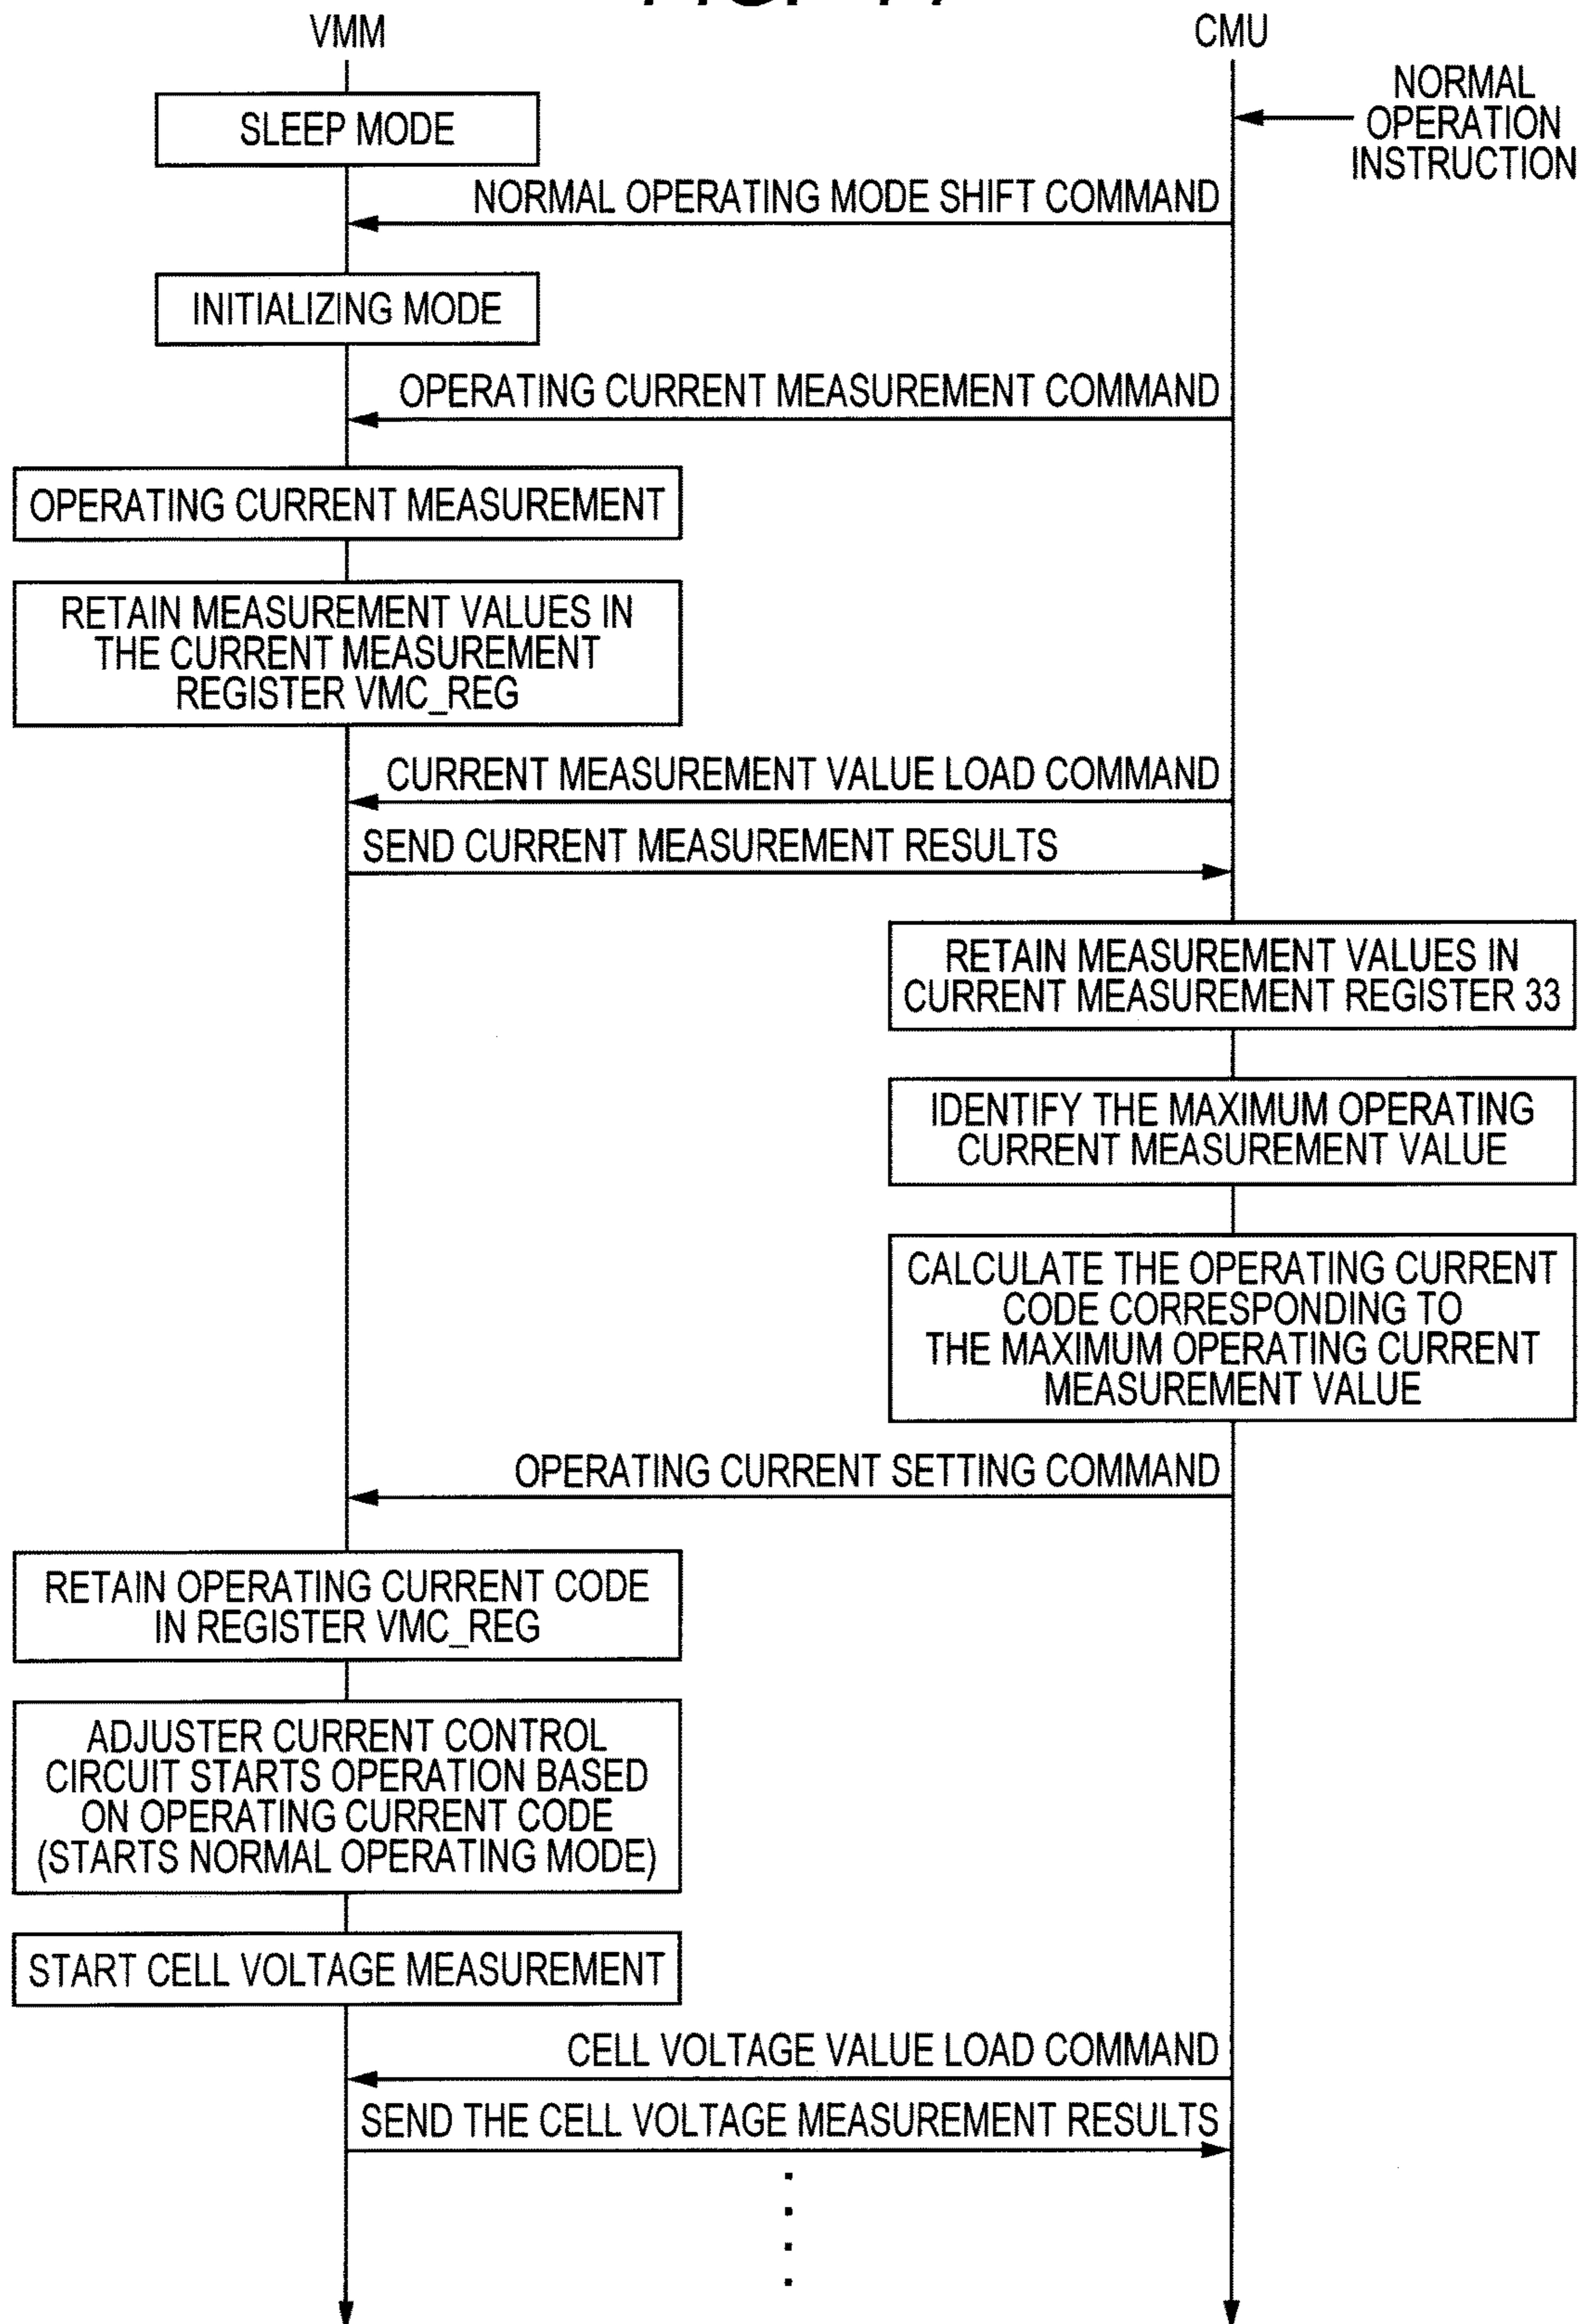 VMM
CMU
NORMAL
OPERATION
INSTRUCTION
SLEEP MODE
NORMAL OPERATING MODE SHIFT COMMAND
INITIALIZING MODE
OPERATING CURRENT MEASUREMENT COMMAND
OPERATING CURRENT MEASUREMENT
RETAIN MEASUREMENT VALUES IN
THE CURRENT MEASUREMENT
REGISTER VMC_REG
CURRENT MEASUREMENT VALUE LOAD COMMAND
SEND CURRENT MEASUREMENT RESULTS
RETAIN MEASUREMENT VALUES IN
CURRENT MEASUREMENT REGISTER 33
IDENTIFY THE MAXIMUM OPERATING
CURRENT MEASUREMENT VALUE
CALCULATE THE OPERATING CURRENT
CODE CORRESPONDING TO
THE MAXIMUM OPERATING CURRENT
MEASUREMENT VALUE
OPERATING CURRENT SETTING COMMAND
RETAIN OPERATING CURRENT CODE
IN REGISTER VMC_REG
ADJUSTER CURRENT CONTROL
CIRCUIT STARTS OPERATION BASED
ON OPERATING CURRENT CODE
(STARTS NORMAL OPERATING MODE)
START CELL VOLTAGE MEASUREMENT
CELL VOLTAGE VALUE LOAD COMMAND
SEND THE CELL VOLTAGE MEASUREMENT RESULTS